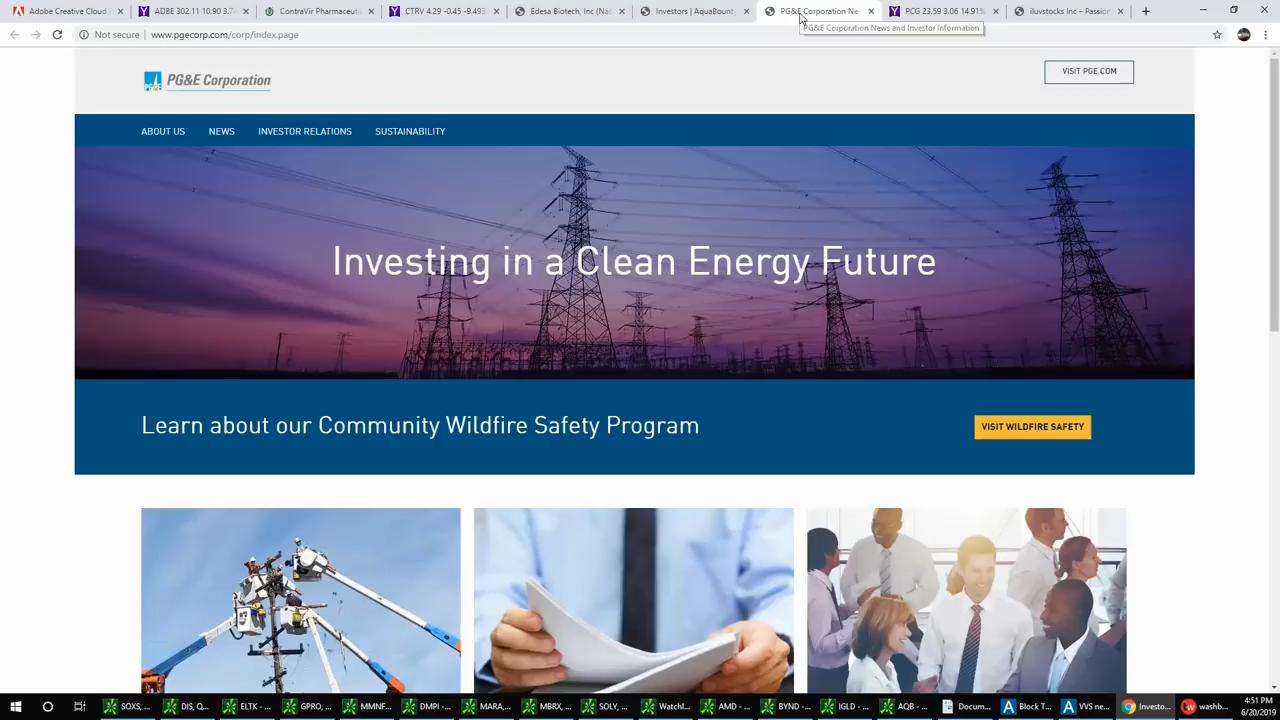 Adobe Creative Cloud
ADBE 302.11 10.90 3.7
ContraVir Pharmaceut
CTRV 4.29 -0.45 -9.493
Edesa Biotech, Inc (Nas
Investors | AquaBounty
PG&E Corporation Ne
PCG 23.59 3.06 14.91%
iluvstocks Inc – Passion
PG&E Corporation News and Investor Information
Not secure | www.pgecorp.com/corp/index.page
PG&E Corporation
VISIT PGE.COM
ABOUT US NEWS INVESTOR RELATIONS SUSTAINABILITY
Investing in a Clean Energy Future
Learn about our Community Wildfire Safety Program
VISIT WILDFIRE SAFETY
SOXS, ... DIS, Q... ELTK - ... GPRO, ... MMNF... DMPI - ... MARA, ... MBRX, ... SOLY, ... Watchl... AMD - ... BYND - ... IGLD - ... AQB - ... Docum... Block T... VVS ne... Investo... washb...
4:51 PM
6/20/2019